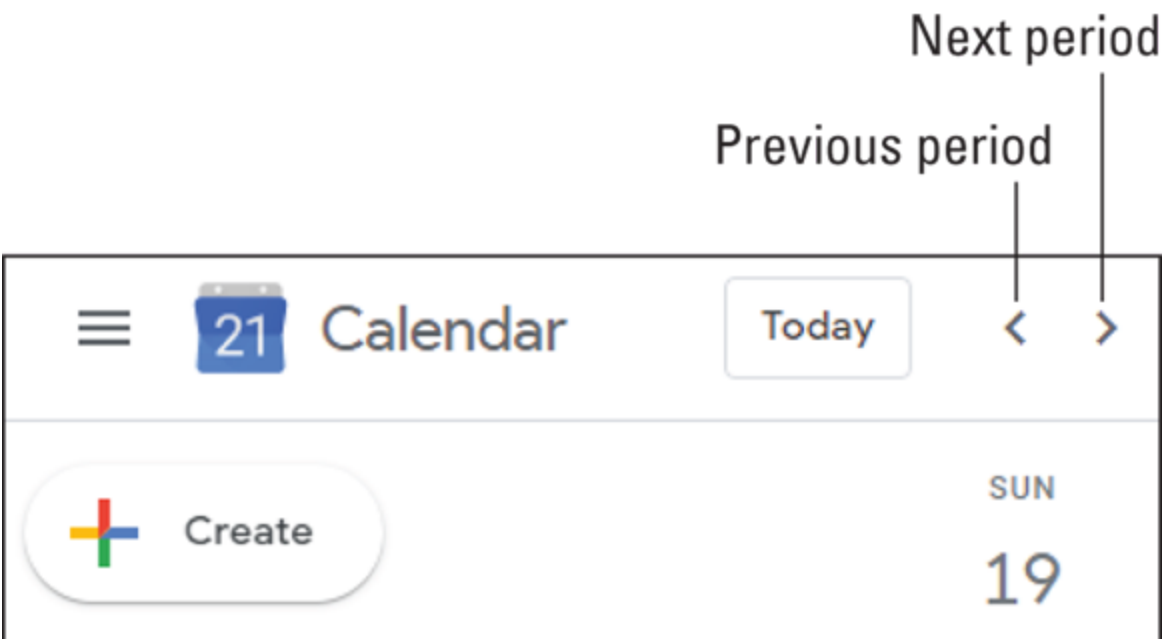 Next period
Previous period
21 Calendar Today < >
Create
SUN
19